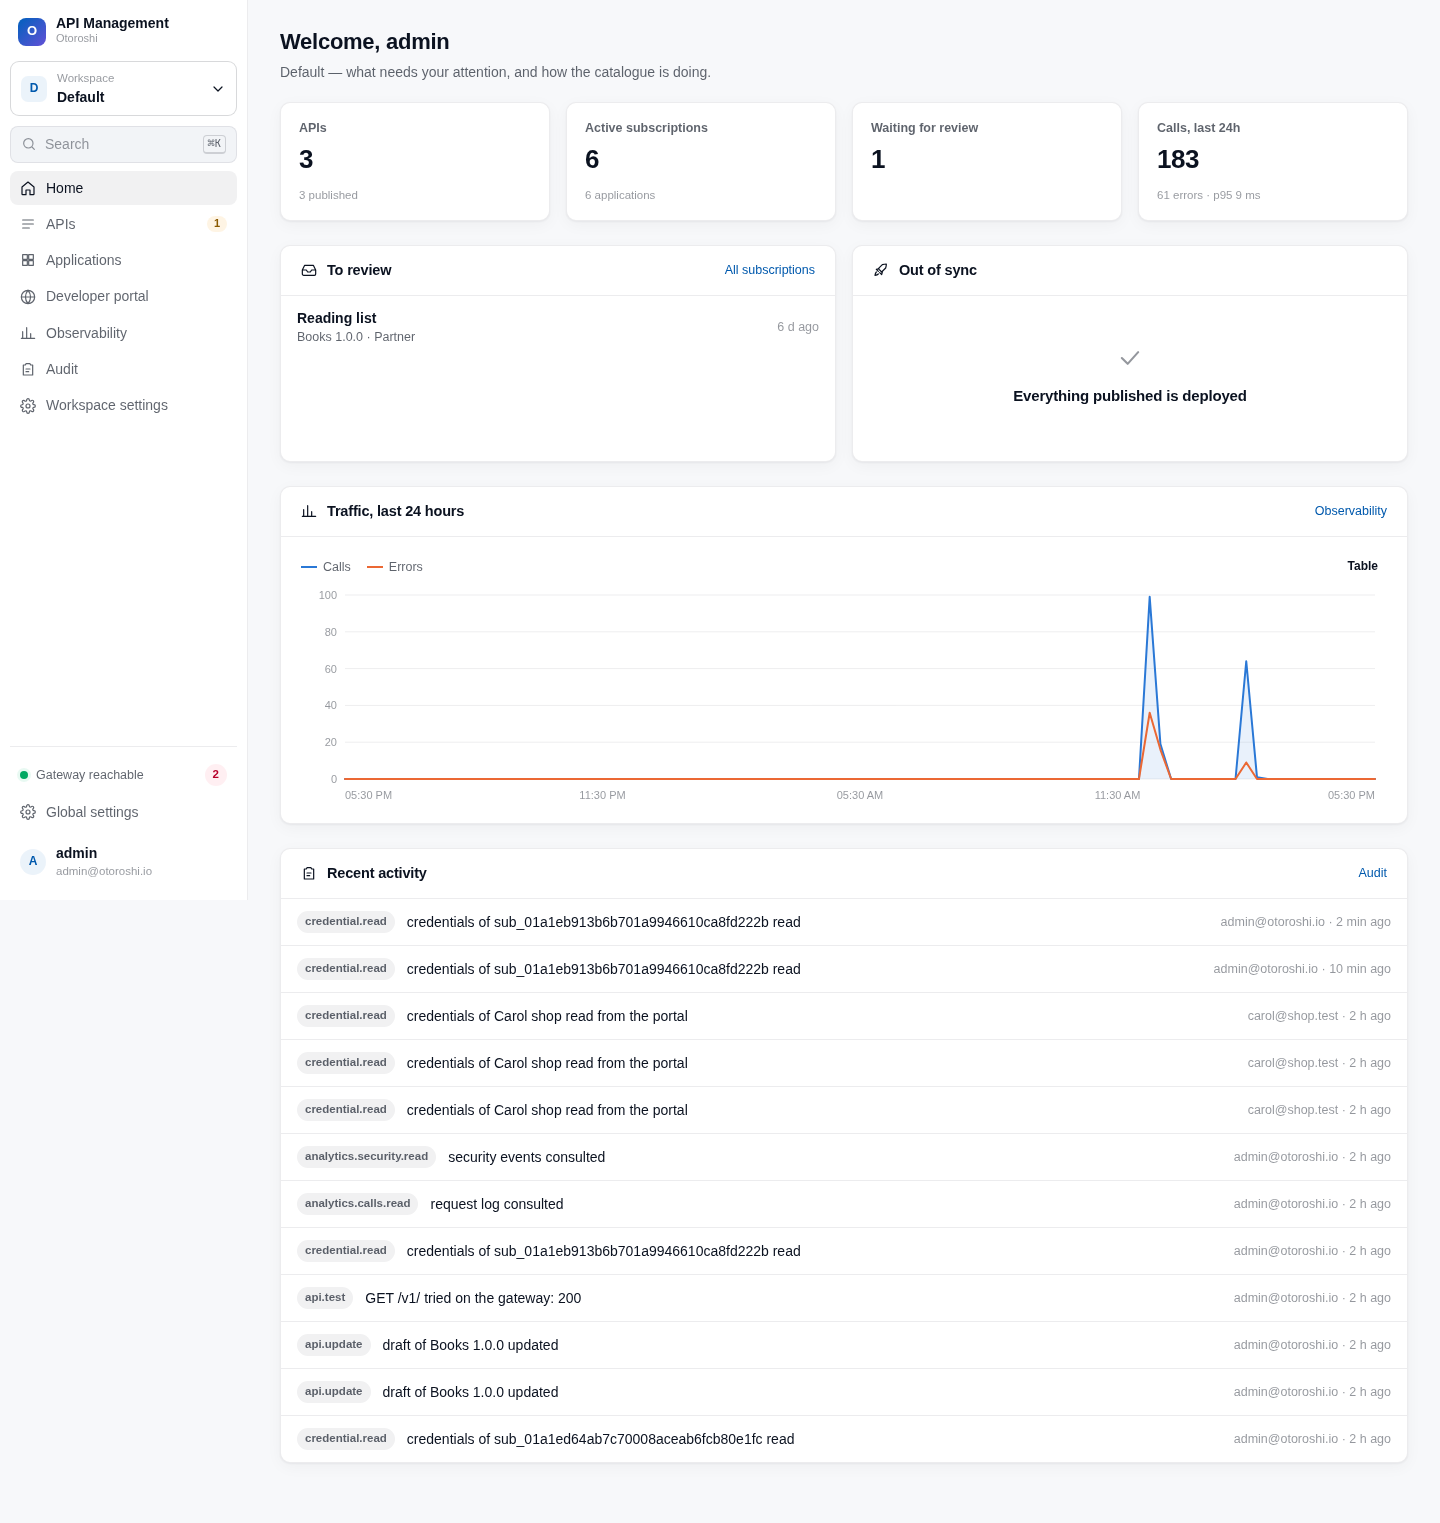 O
API Management
Otoroshi
D
Workspace
Default
Search
⌘K
Home
APIs
1
Applications
Developer portal
Observability
Audit
Workspace settings
Gateway reachable
2
Global settings
A
admin
admin@otoroshi.io
Welcome, admin
Default — what needs your attention, and how the catalogue is doing.
APIs
3
3 published
Active subscriptions
6
6 applications
Waiting for review
1
Calls, last 24h
183
61 errors · p95 9 ms
To review
All subscriptions
Reading list
Books 1.0.0 · Partner
6 d ago
Out of sync
Everything published is deployed
Traffic, last 24 hours
Observability
Calls
Errors
Table
100
80
60
40
20
0
05:30 PM
11:30 PM
05:30 AM
11:30 AM
05:30 PM
Recent activity
Audit
credential.read credentials of sub_01a1eb913b6b701a9946610ca8fd222b read admin@otoroshi.io · 2 min ago
credential.read credentials of sub_01a1eb913b6b701a9946610ca8fd222b read admin@otoroshi.io · 10 min ago
credential.read credentials of Carol shop read from the portal carol@shop.test · 2 h ago
credential.read credentials of Carol shop read from the portal carol@shop.test · 2 h ago
credential.read credentials of Carol shop read from the portal carol@shop.test · 2 h ago
analytics.security.read security events consulted admin@otoroshi.io · 2 h ago
analytics.calls.read request log consulted admin@otoroshi.io · 2 h ago
credential.read credentials of sub_01a1eb913b6b701a9946610ca8fd222b read admin@otoroshi.io · 2 h ago
api.test GET /v1/ tried on the gateway: 200 admin@otoroshi.io · 2 h ago
api.update draft of Books 1.0.0 updated admin@otoroshi.io · 2 h ago
api.update draft of Books 1.0.0 updated admin@otoroshi.io · 2 h ago
credential.read credentials of sub_01a1ed64ab7c70008aceab6fcb80e1fc read admin@otoroshi.io · 2 h ago